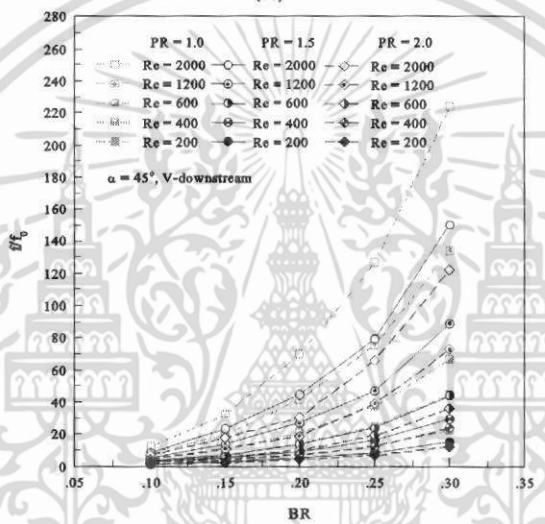 280
260
240
220
200
180
160
140
120
100
80
60
40
20
0
f/f0
PR = 1.0 PR = 1.5 PR = 2.0
Re = 2000 Re = 2000 Re = 2000
Re = 1200 Re = 1200 Re = 1200
Re = 600 Re = 600 Re = 600
Re = 400 Re = 400 Re = 400
Re = 200 Re = 200 Re = 200
α = 45°, V-downstream
.05 .10 .15 .20 .25 .30 .35
BR